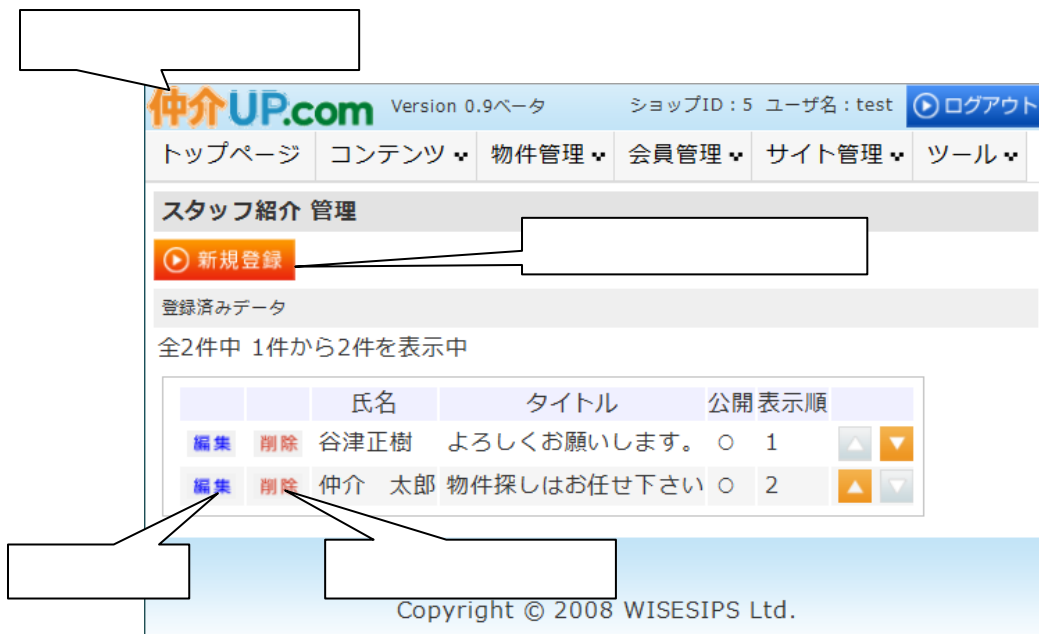 仲介UP.com Version 0.9ベータ ショップID：5 ユーザ名：test ログアウト
トップページ コンテンツ 物件管理 会員管理 サイト管理 ツール
スタッフ紹介 管理
新規登録
登録済みデータ
全2件中 1件から2件を表示中
氏名 タイトル 公開 表示順
編集 削除 谷津正樹 よろしくお願いします。 ○ 1
編集 削除 仲介　太郎 物件探しはお任せ下さい ○ 2
Copyright © 2008 WISESIPS Ltd.